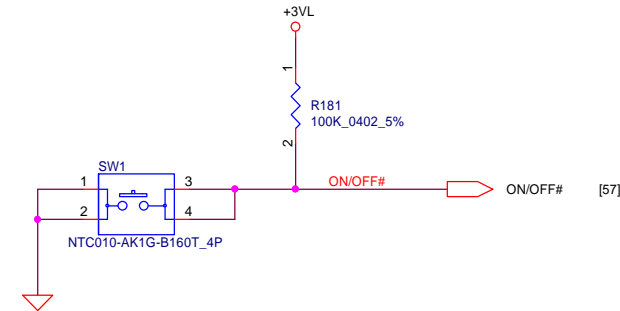 +3VL
1
R181
100K_0402_5%
2
SW1
1
3
ON/OFF#
ON/OFF#
[57]
2
4
NTC010-AK1G-B160T_4P